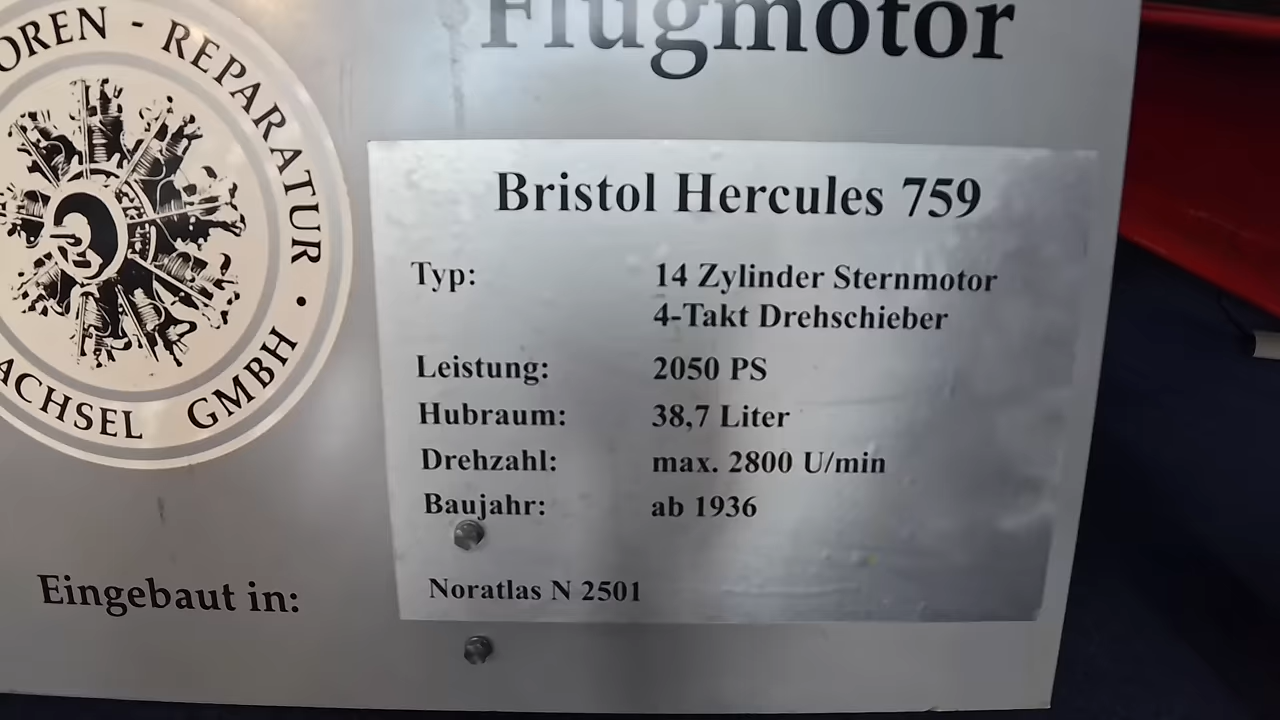 Flugmotor
OREN - REPARATUR •
ACHSEL GMBH
Bristol Hercules 759
Typ: 14 Zylinder Sternmotor
4-Takt Drehschieber
Leistung: 2050 PS
Hubraum: 38,7 Liter
Drehzahl: max. 2800 U/min
Baujahr: ab 1936
Eingebaut in: Noratlas N 2501